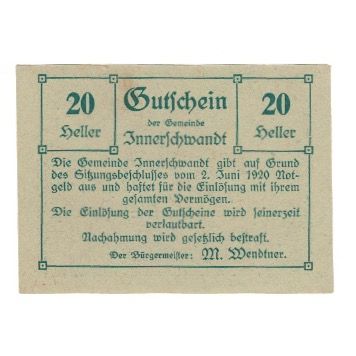 20 Gutschein 20
Heller der Gemeinde Heller
Innerschwandt
Die Gemeinde Innerschwandt gibt auf Grund
des Sitzungsbeschlusses vom 2. Juni 1920 Not-
geld aus und haftet für die Einlösung mit ihrem
gesamten Vermögen.
Die Einlösung der Gutscheine wird seinerzeit
verlautbart.
Nachahmung wird gesetzlich bestraft.
Der Bürgermeister: M. Wendtner.